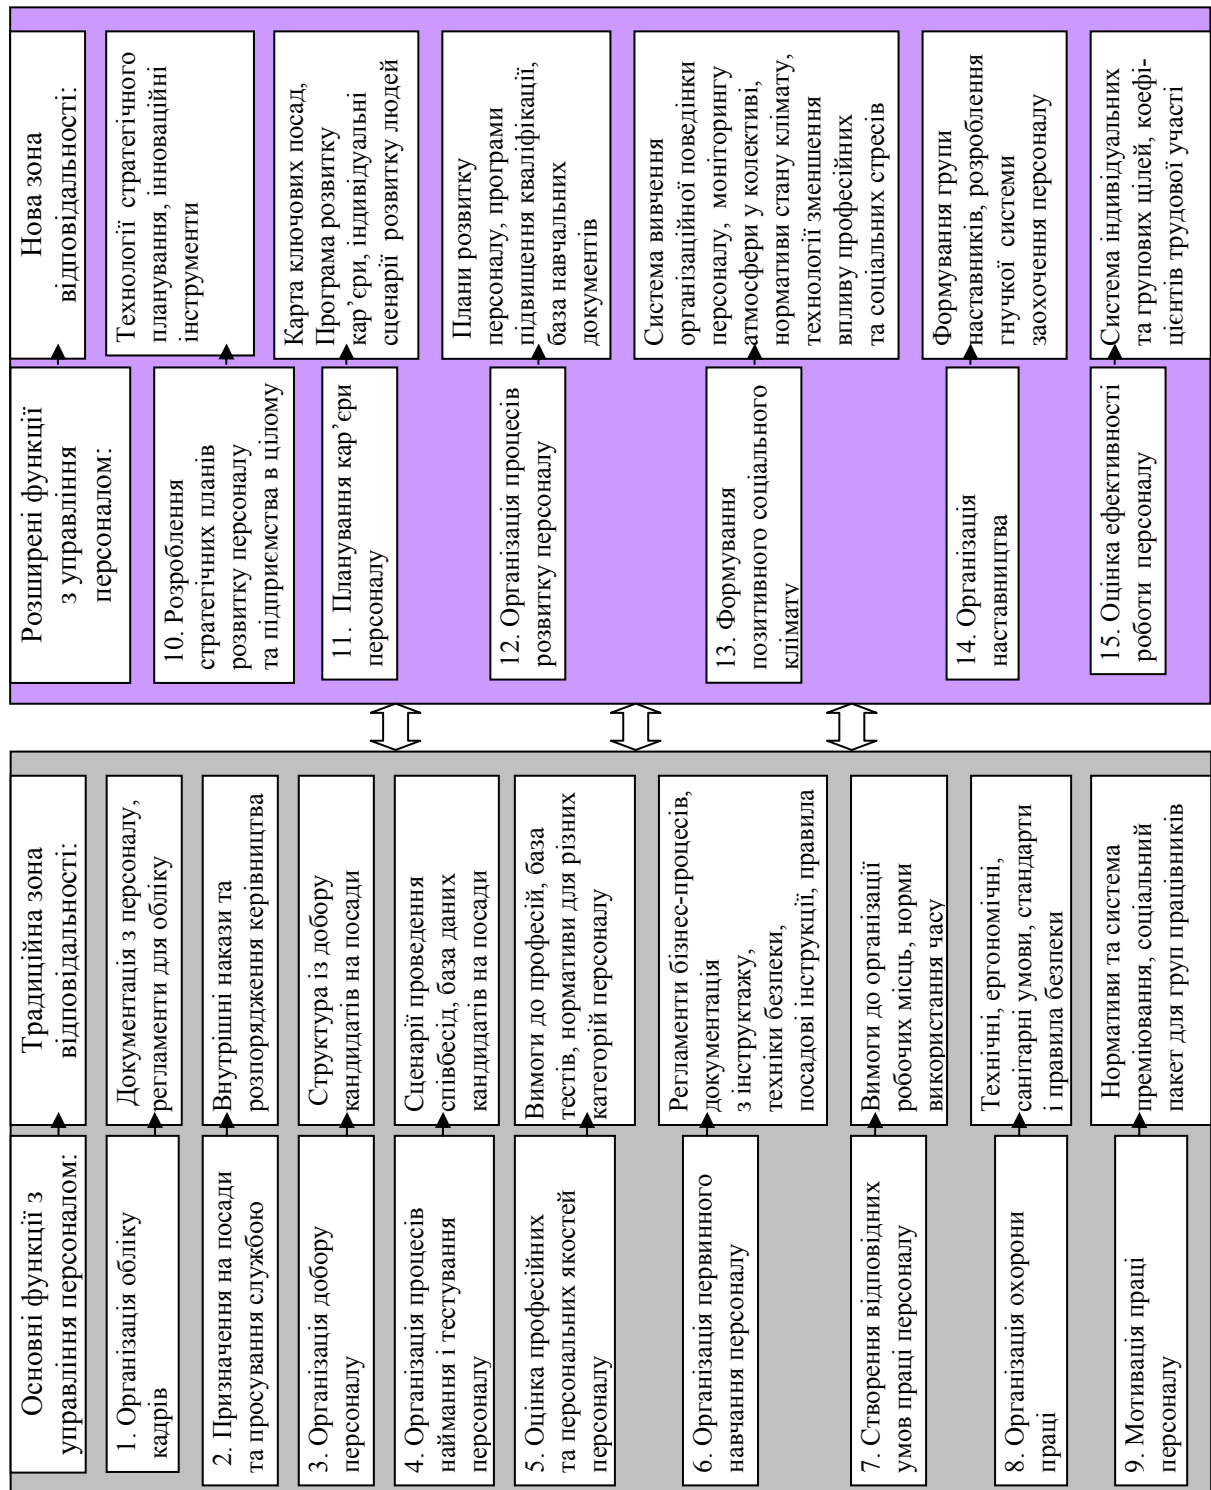 Основні функції з
управління персоналом:
Традиційна зона
відповідальності:
1. Організація обліку
кадрів
Документація з персоналу,
регламенти для обліку
2. Призначення на посади
та просування службою
Внутрішні накази та
розпорядження керівництва
3. Організація добору
персоналу
Структура із добору
кандидатів на посади
4. Організація процесів
наймання і тестування
персоналу
Сценарії проведення
співбесід, база даних
кандидатів на посади
5. Оцінка професійних
та персональних якостей
персоналу
Вимоги до професій, база
тестів, нормативи для різних
категорій персоналу
6. Організація первинного
навчання персоналу
Регламенти бізнес-процесів,
документація
з інструктажу,
техніки безпеки,
посадові інструкції, правила
7. Створення відповідних
умов праці персоналу
Вимоги до організації
робочих місць, норми
використання часу
8. Організація охорони
праці
Технічні, ергономічні,
санітарні умови, стандарти
і правила безпеки
9. Мотивація праці
персоналу
Нормативи та система
преміювання, соціальний
пакет для груп працівників
Розширені функції
з управління
персоналом:
Нова зона
відповідальності:
10. Розроблення
стратегічних планів
розвитку персоналу
та підприємства в цілому
Технології стратегічного
планування, інноваційні
інструменти
11. Планування кар’єри
персоналу
Карта ключових посад,
Програма розвитку
кар’єри, індивідуальні
сценарії розвитку людей
12. Організація процесів
розвитку персоналу
Плани розвитку
персоналу, програми
підвищення кваліфікації,
база навчальних
документів
13. Формування
позитивного соціального
клімату
Система вивчення
організаційної поведінки
персоналу, моніторингу
атмосфери у колективі,
нормативи стану клімату,
технології зменшення
впливу професійних
та соціальних стресів
14. Організація
наставництва
Формування групи
наставників, розроблення
гнучкої системи
заохочення персоналу
15. Оцінка ефективності
роботи персоналу
Система індивідуальних
та групових цілей, коефі-
цієнтів трудової участі